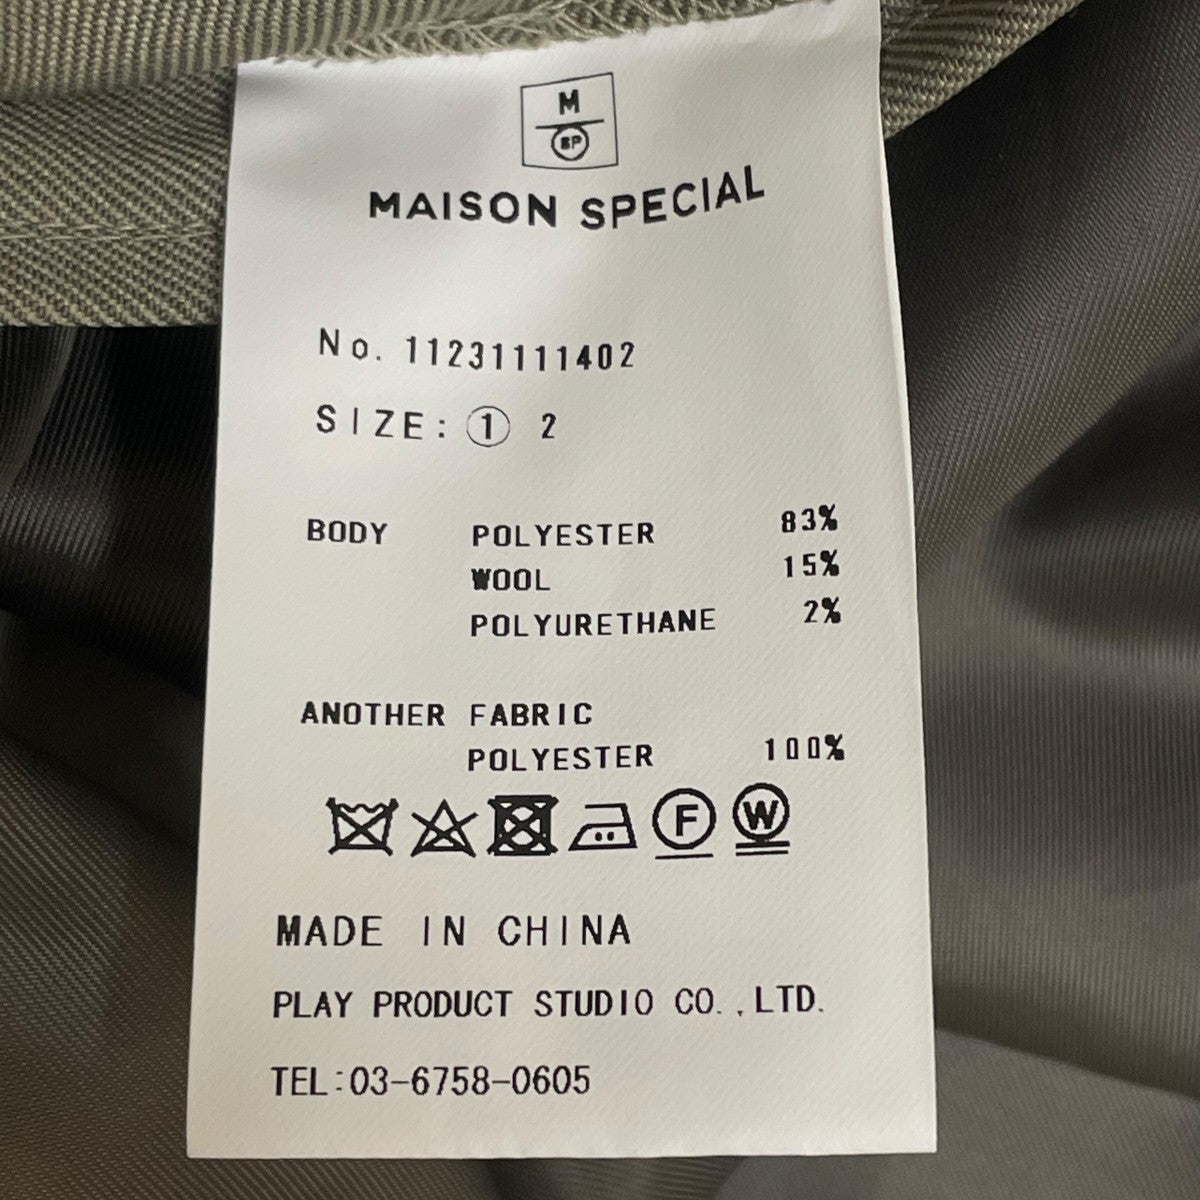 M
SP
MAISON SPECIAL
No. 11231111402
SIZE: ① 2
BODY POLYESTER 83%
WOOL 15%
POLYURETHANE 2%
ANOTHER FABRIC
POLYESTER 100%
F W
MADE IN CHINA
PLAY PRODUCT STUDIO CO.,LTD.
TEL:03-6758-0605